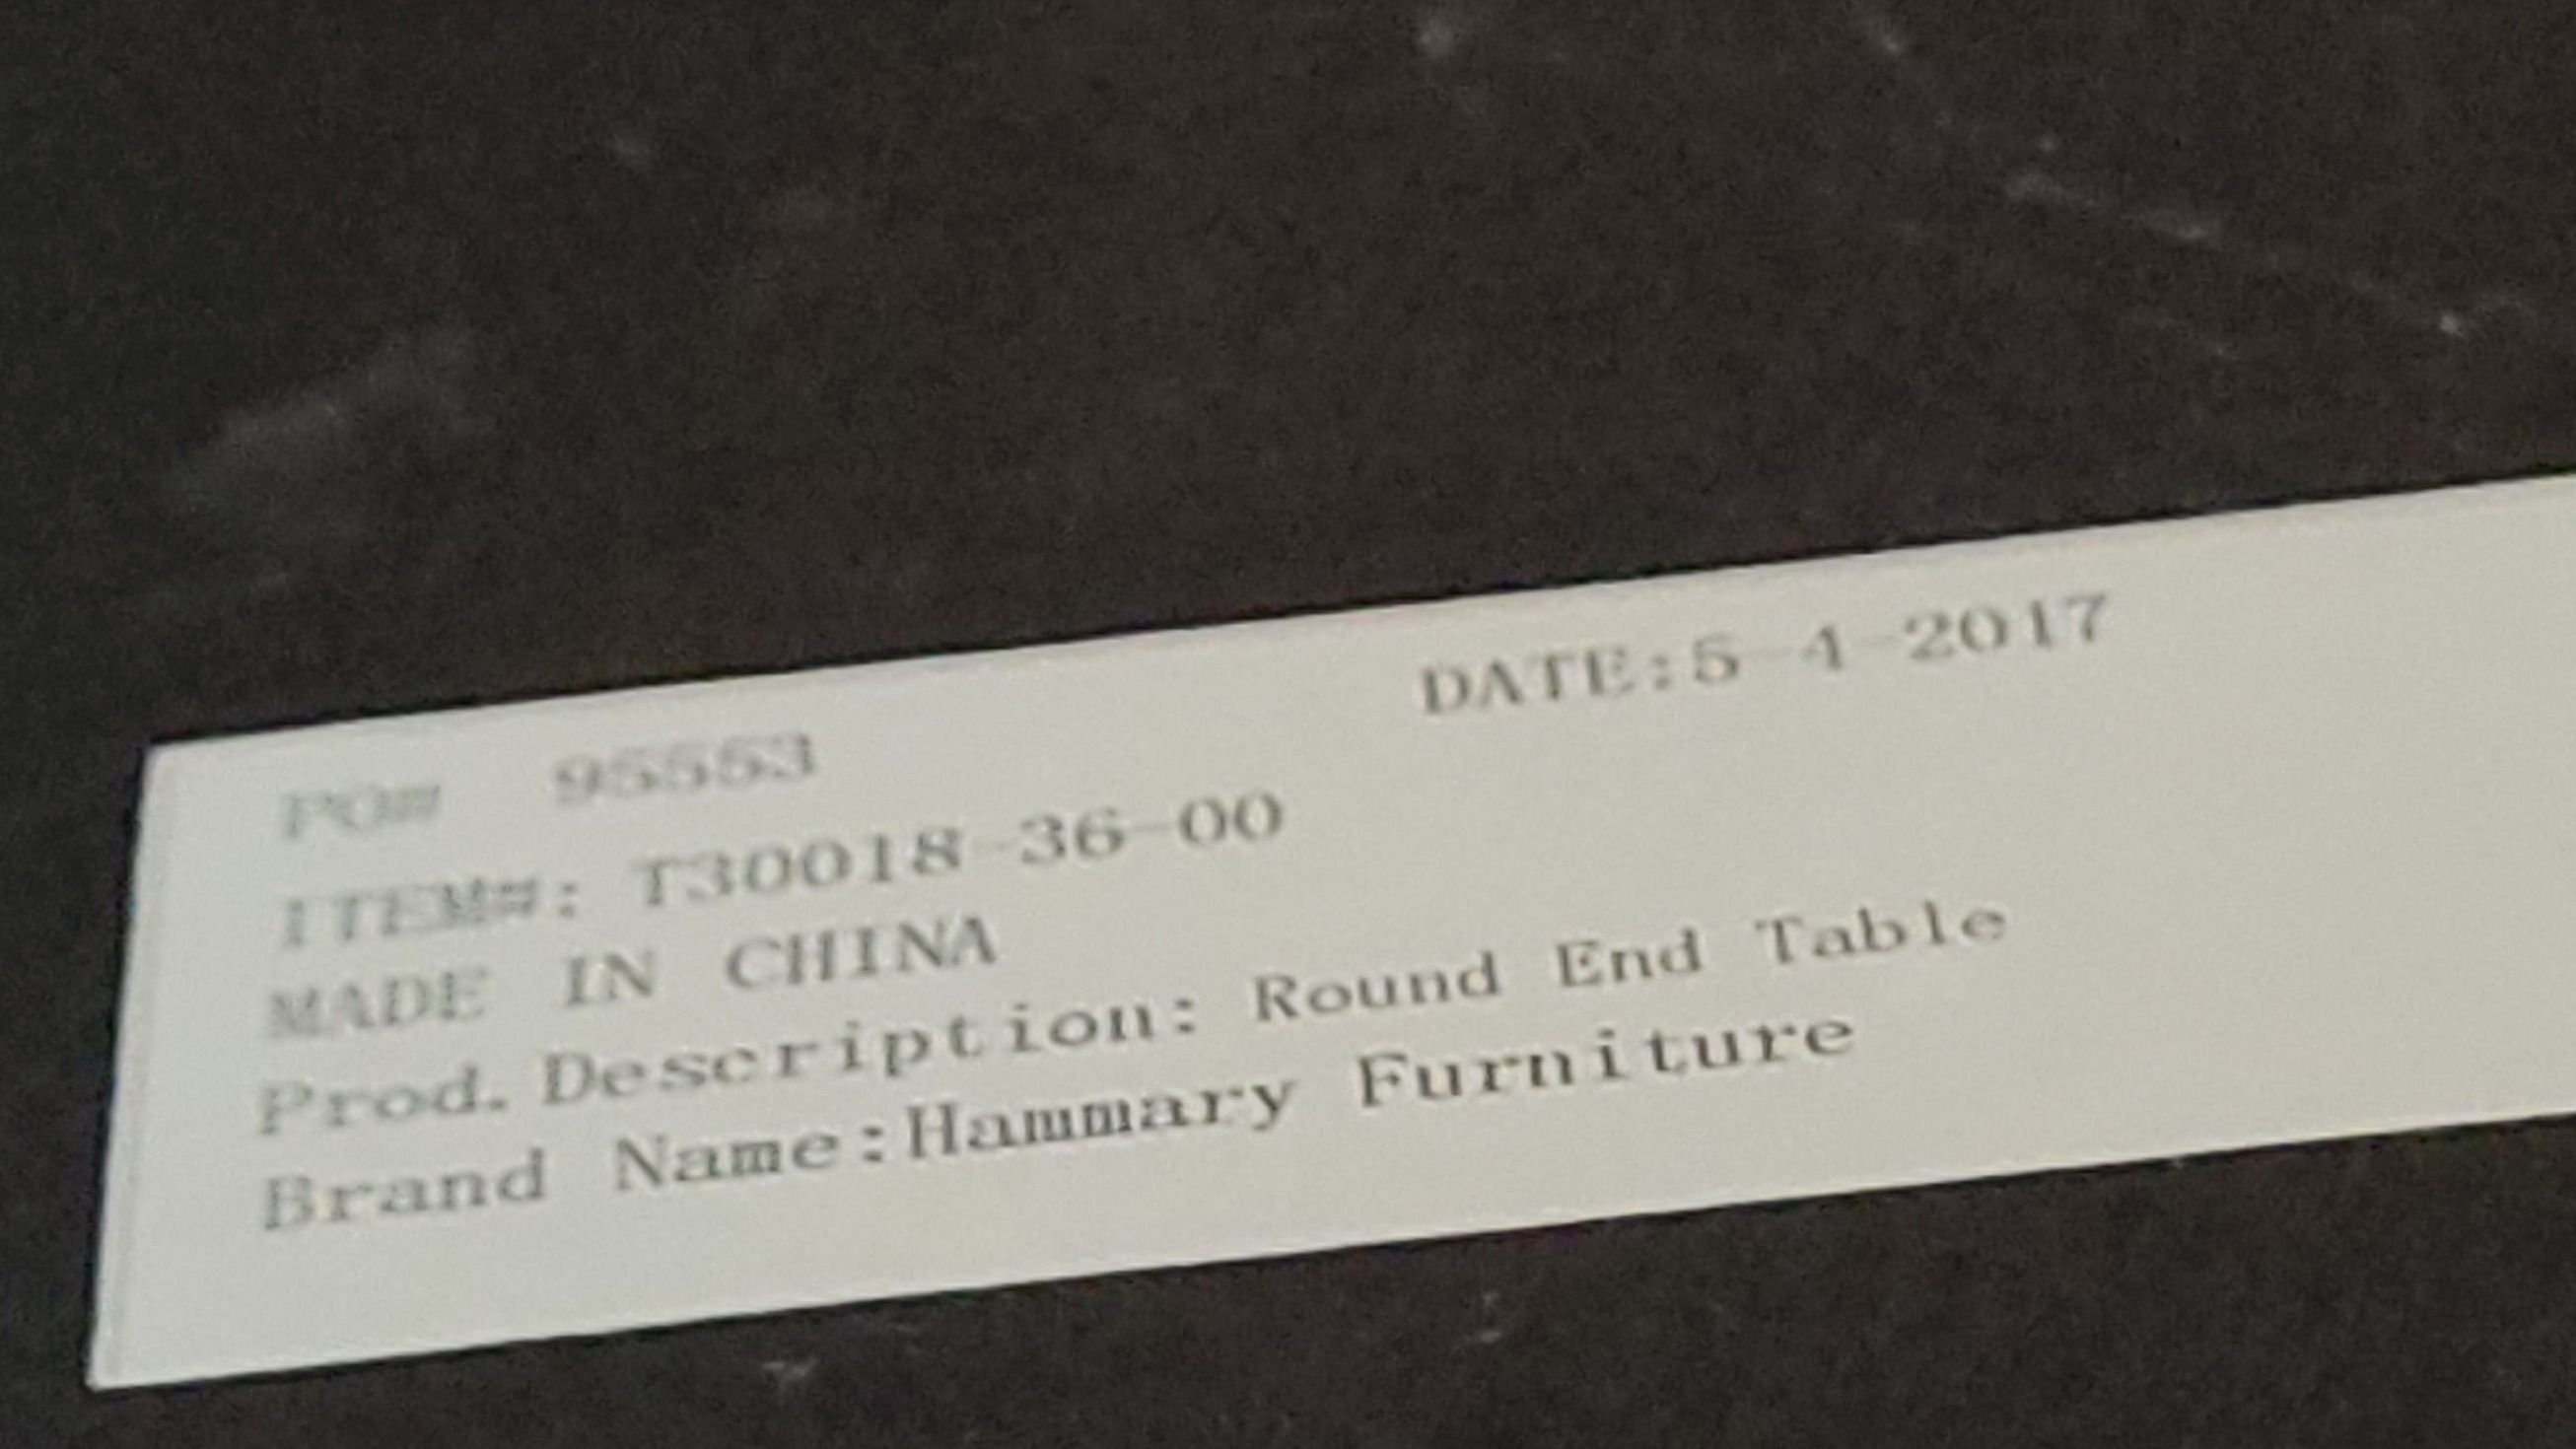 PO# 95553 DATE:5-4-2017
ITEM#: T30018-36-00
MADE IN CHINA
Prod. Description: Round End Table
Brand Name:Hammary Furniture